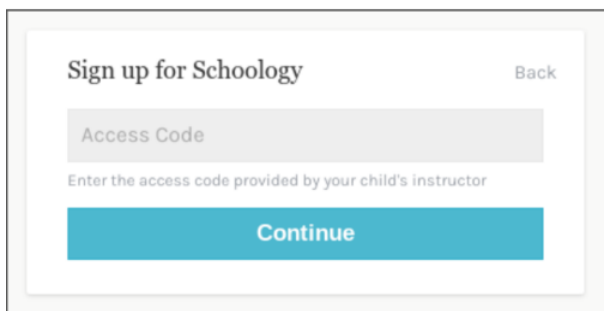 Sign up for Schoology Back
Access Code
Enter the access code provided by your child's instructor
Continue